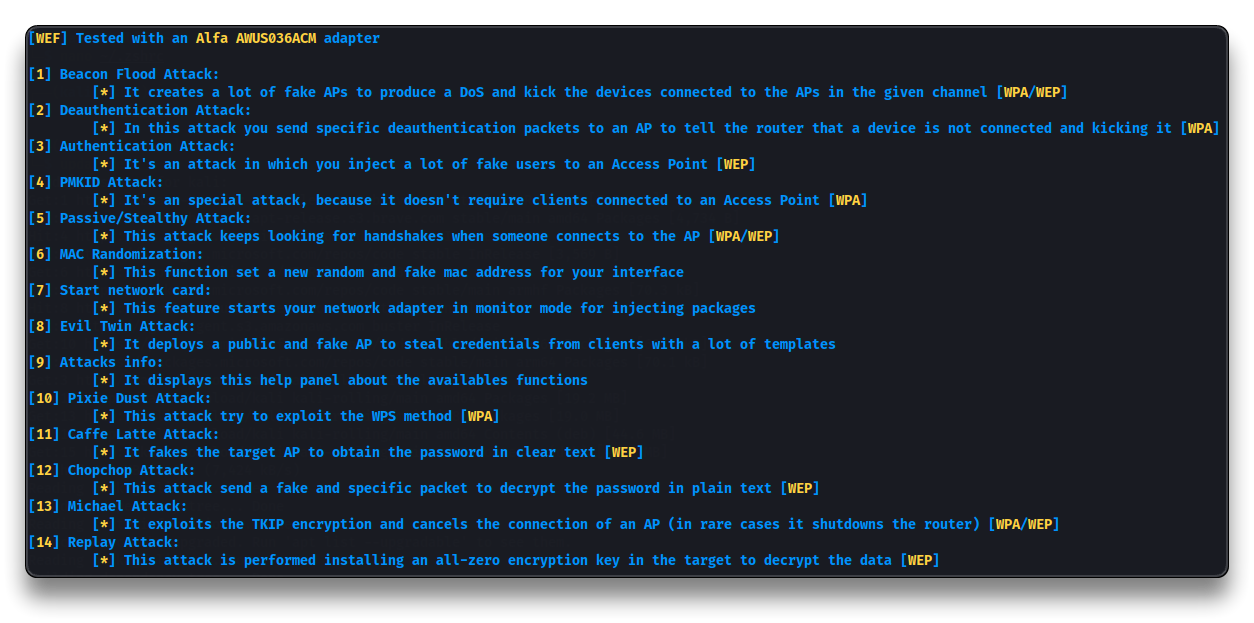 [WEF] Tested with an Alfa AWUS036ACM adapter
[1] Beacon Flood Attack:
[*] It creates a lot of fake APs to produce a DoS and kick the devices connected to the APs in the given channel [WPA/WEP]
[2] Deauthentication Attack:
[*] In this attack you send specific deauthentication packets to an AP to tell the router that a device is not connected and kicking it [WPA]
[3] Authentication Attack:
[*] It's an attack in which you inject a lot of fake users to an Access Point [WEP]
[4] PMKID Attack:
[*] It's an special attack, because it doesn't require clients connected to an Access Point [WPA]
[5] Passive/Stealthy Attack:
[*] This attack keeps looking for handshakes when someone connects to the AP [WPA/WEP]
[6] MAC Randomization:
[*] This function set a new random and fake mac address for your interface
[7] Start network card:
[*] This feature starts your network adapter in monitor mode for injecting packages
[8] Evil Twin Attack:
[*] It deploys a public and fake AP to steal credentials from clients with a lot of templates
[9] Attacks info:
[*] It displays this help panel about the availables functions
[10] Pixie Dust Attack:
[*] This attack try to exploit the WPS method [WPA]
[11] Caffe Latte Attack:
[*] It fakes the target AP to obtain the password in clear text [WEP]
[12] Chopchop Attack:
[*] This attack send a fake and specific packet to decrypt the password in plain text [WEP]
[13] Michael Attack:
[*] It exploits the TKIP encryption and cancels the connection of an AP (in rare cases it shutdowns the router) [WPA/WEP]
[14] Replay Attack:
[*] This attack is performed installing an all-zero encryption key in the target to decrypt the data [WEP]